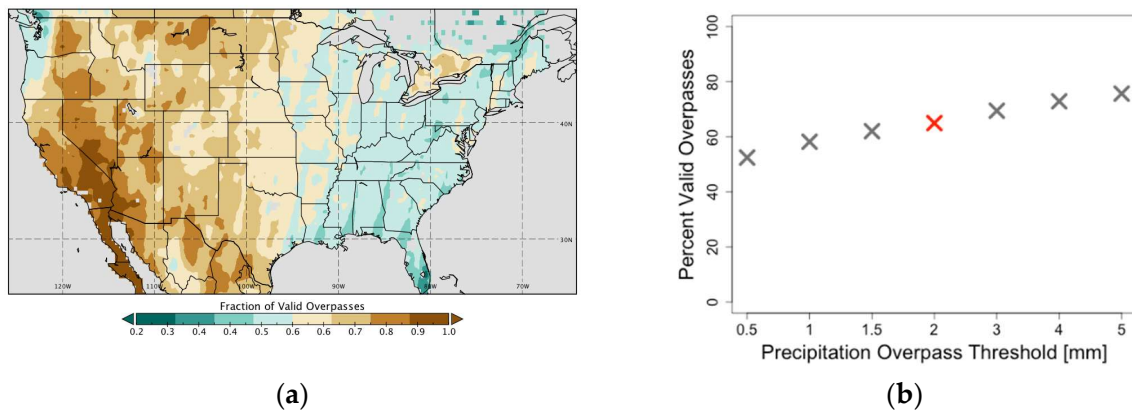 40N
30N
120W 110W 100W 90W 80W 70W
Fraction of Valid Overpasses
0.2 0.3 0.4 0.4 0.5 0.6 0.6 0.7 0.8 0.9 1.0
(a)
Percent Valid Overpasses
100
80
60
40
20
0
0.5 1 1.5 2 3 4 5
Precipitation Overpass Threshold [mm]
(b)